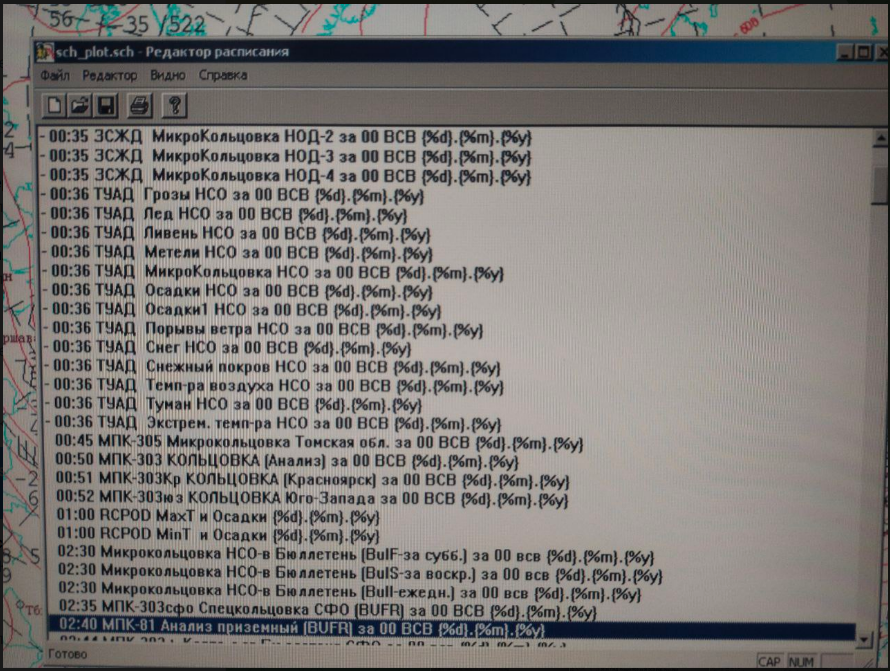 56 -35 /522
60В
sch_plot.sch - Редактор расписания
Файл Редактор Видно Справка
- 00:35 ЗСЖД МикроКольцовка НОД-2 за 00 ВСВ {%d}.{%m}.{%y}
- 00:35 ЗСЖД МикроКольцовка НОД-3 за 00 ВСВ {%d}.{%m}.{%y}
- 00:35 ЗСЖД МикроКольцовка НОД-4 за 00 ВСВ {%d}.{%m}.{%y}
- 00:36 ТУАД Грозы НСО за 00 ВСВ {%d}.{%m}.{%y}
- 00:36 ТУАД Лед НСО за 00 ВСВ {%d}.{%m}.{%y}
- 00:36 ТУАД Ливень НСО за 00 ВСВ {%d}.{%m}.{%y}
- 00:36 ТУАД Метели НСО за 00 ВСВ {%d}.{%m}.{%y}
- 00:36 ТУАД МикроКольцовка НСО за 00 ВСВ {%d}.{%m}.{%y}
- 00:36 ТУАД Осадки НСО за 00 ВСВ {%d}.{%m}.{%y}
- 00:36 ТУАД Осадки1 НСО за 00 ВСВ {%d}.{%m}.{%y}
- 00:36 ТУАД Порывы ветра НСО за 00 ВСВ {%d}.{%m}.{%y}
- 00:36 ТУАД Снег НСО за 00 ВСВ {%d}.{%m}.{%y}
- 00:36 ТУАД Снежный покров НСО за 00 ВСВ {%d}.{%m}.{%y}
- 00:36 ТУАД Темп-ра воздуха НСО за 00 ВСВ {%d}.{%m}.{%y}
- 00:36 ТУАД Туман НСО за 00 ВСВ {%d}.{%m}.{%y}
- 00:36 ТУАД Экстрем. темп-ра НСО за 00 ВСВ {%d}.{%m}.{%y}
00:45 МПК-305 Микрокольцовка Томская обл. за 00 ВСВ {%d}.{%m}.{%y}
00:50 МПК-303 КОЛЬЦОВКА (Анализ) за 00 ВСВ {%d}.{%m}.{%y}
00:51 МПК-303Кр КОЛЬЦОВКА (Красноярск) за 00 ВСВ {%d}.{%m}.{%y}
00:52 МПК-303юз КОЛЬЦОВКА Юго-Запада за 00 ВСВ {%d}.{%m}.{%y}
01:00 RCPOD MaxT и Осадки {%d}.{%m}.{%y}
01:00 RCPOD MinT и Осадки {%d}.{%m}.{%y}
02:30 Микрокольцовка НСО-в Бюллетень (BulF-за субб.) за 00 всв {%d}.{%m}.{%y}
02:30 Микрокольцовка НСО-в Бюллетень (BulS-за воскр.) за 00 всв {%d}.{%m}.{%y}
02:30 Микрокольцовка НСО-в Бюллетень (Bull-ежедн.) за 00 всв {%d}.{%m}.{%y}
02:35 МПК-303сфо Спецкольцовка СФО (BUFR) за 00 ВСВ {%d}.{%m}.{%y}
02:40 МПК-81 Анализ приземный (BUFR) за 00 ВСВ {%d}.{%m}.{%y}
Готово
CAP NUM